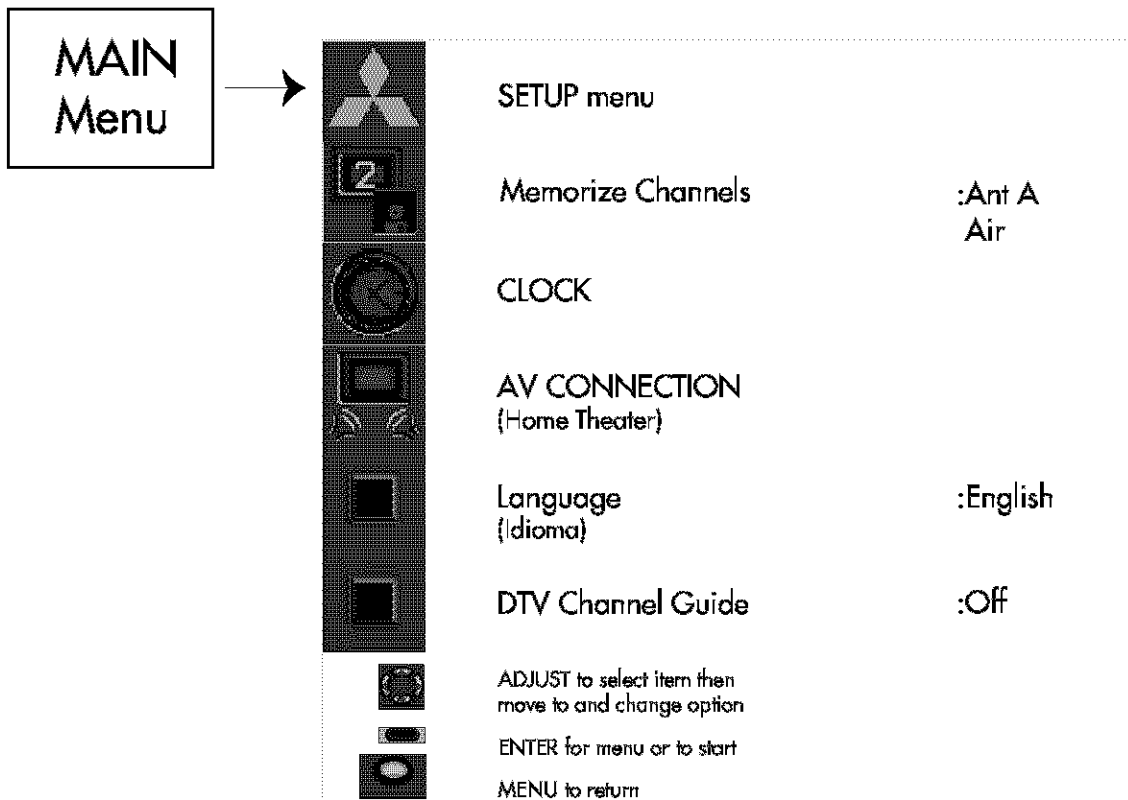 MAIN
Menu
SETUP menu
Memorize Channels :Ant A
Air
CLOCK
AV CONNECTION
(Home Theater)
Language :English
(Idioma)
DTV Channel Guide :Off
ADJUST to select item then
move to and change option
ENTER for menu or to start
MENU to return
2